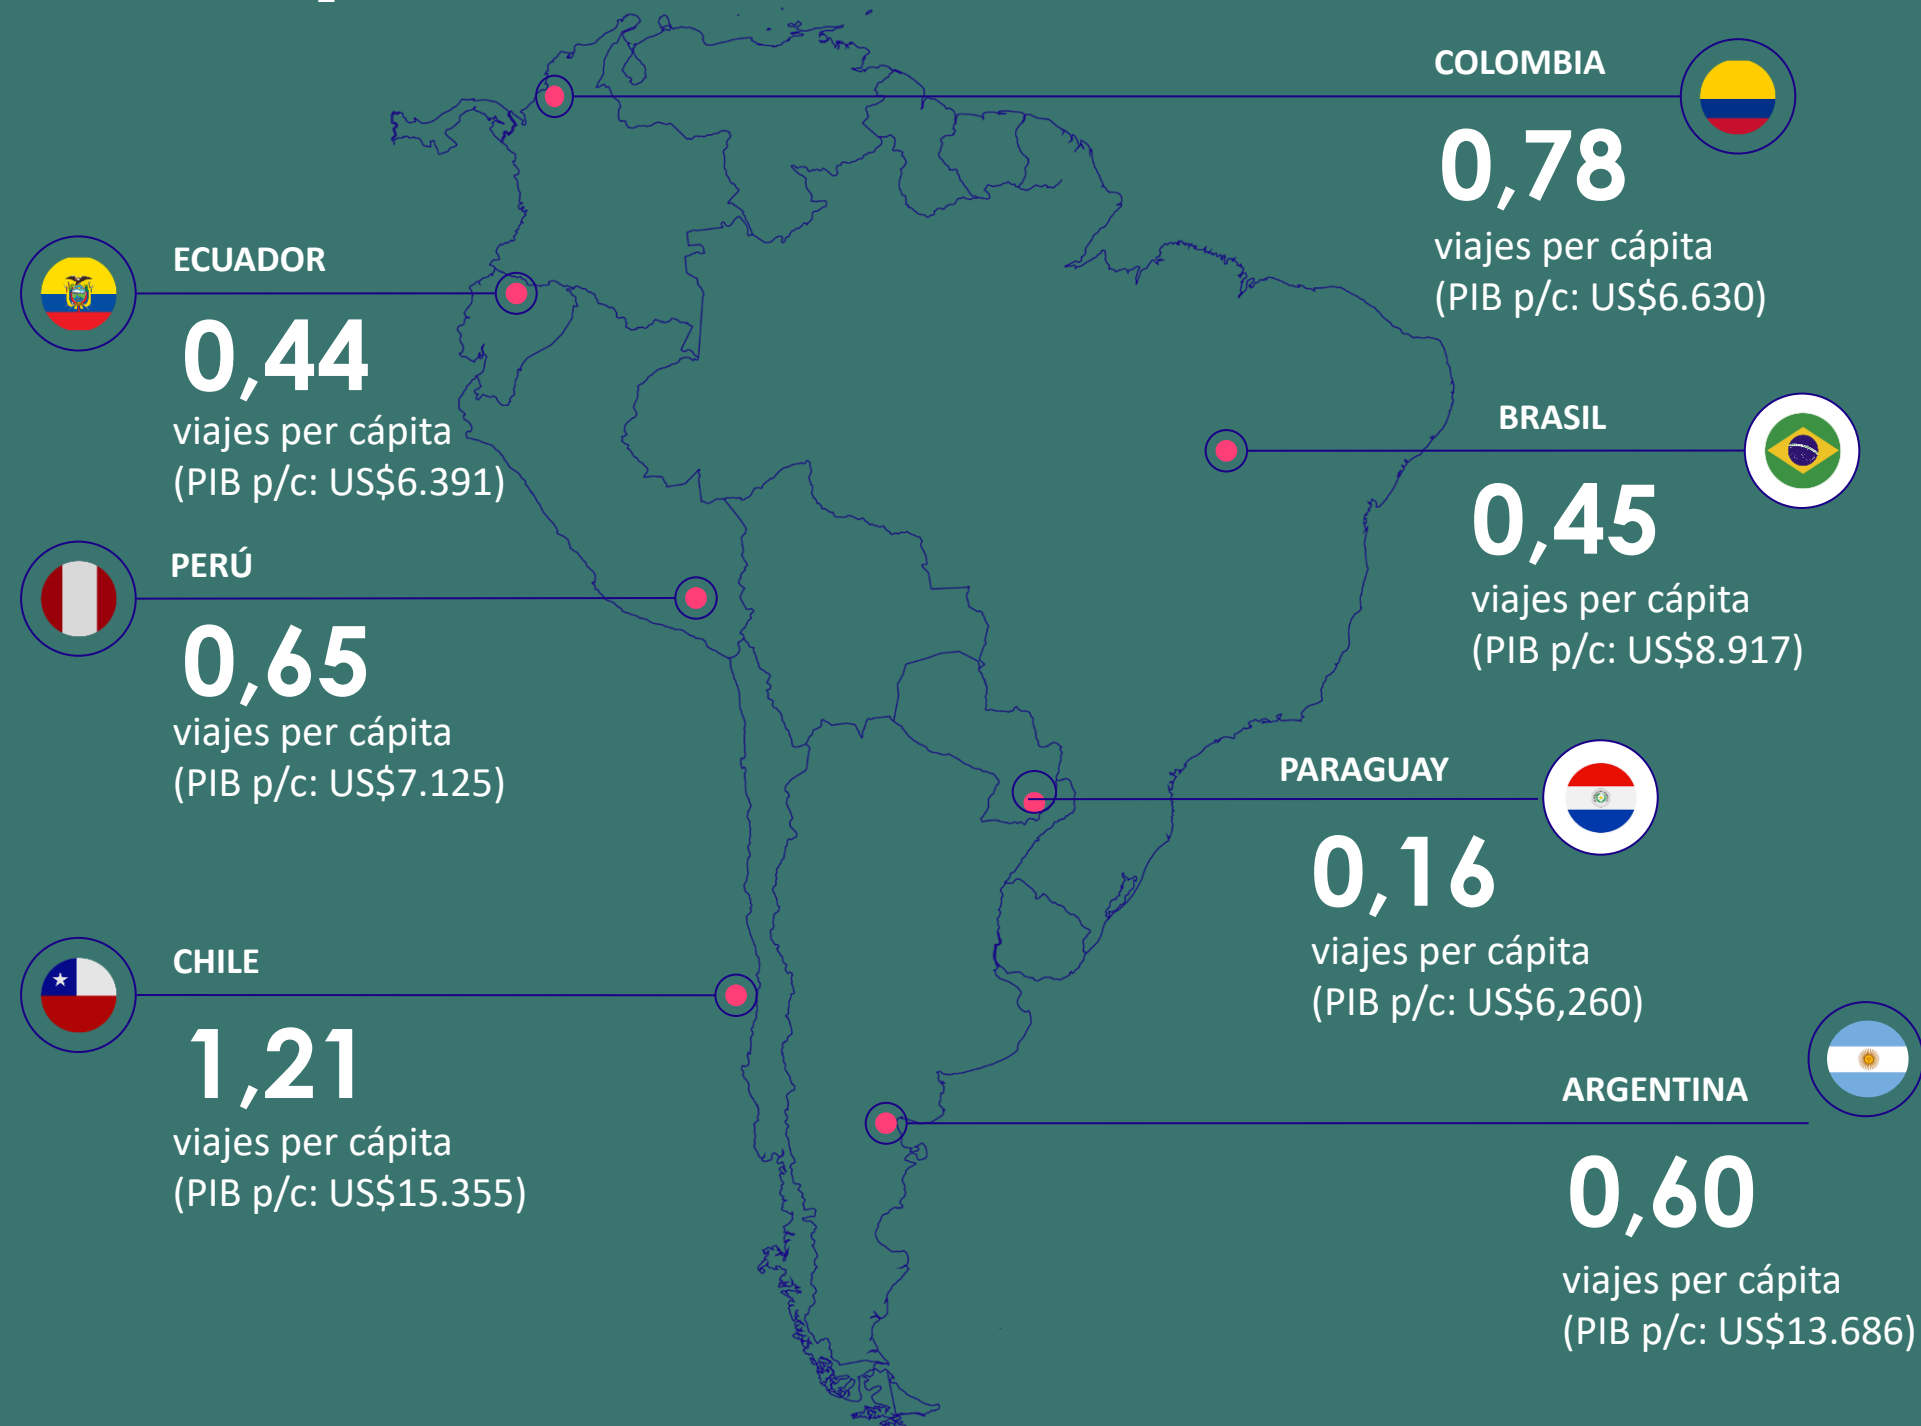 COLOMBIA
0,78
viajes per cápita
(PIB p/c: US$6.630)
ECUADOR
0,44
viajes per cápita
(PIB p/c: US$6.391)
BRASIL
0,45
viajes per cápita
(PIB p/c: US$8.917)
PERÚ
0,65
viajes per cápita
(PIB p/c: US$7.125)
PARAGUAY
0,16
viajes per cápita
(PIB p/c: US$6,260)
CHILE
1,21
viajes per cápita
(PIB p/c: US$15.355)
ARGENTINA
0,60
viajes per cápita
(PIB p/c: US$13.686)